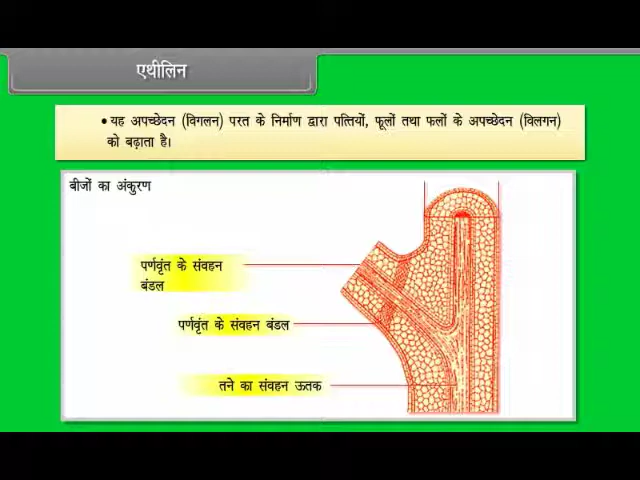 एथीलिन
• यह अपच्छेदन (विगलन) परत के निर्माण द्वारा पत्तियों, फूलों तथा फलों के अपच्छेदन (विलगन)
को बढ़ाता है।
बीजों का अंकुरण
पर्णवृंत के संवहन
बंडल
पर्णवृंत के संवहन बंडल
तने का संवहन ऊतक